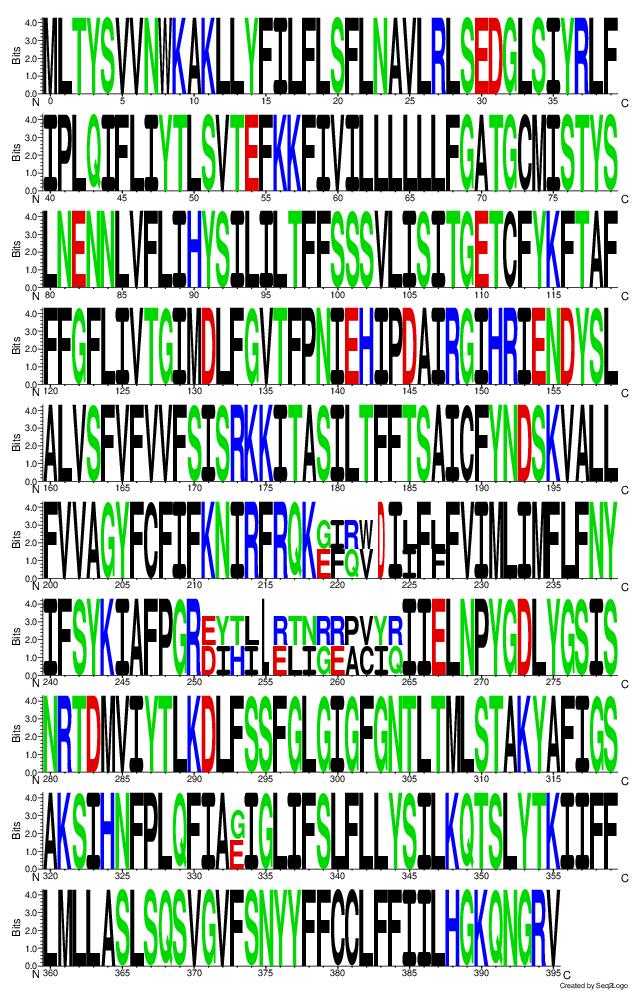 Bits 4.0 3.0 2.0 1.0 0.0
MLTYSVVNWKAKLLYFILFLSFLNAVLRLSEDGLSIYRLF
N 0 5 10 15 20 25 30 35 C
Bits 4.0 3.0 2.0 1.0 0.0
IPLQIFLIYTLSVTEFKKFIVILLLLLLFGATGCMISTYS
N 40 45 50 55 60 65 70 75 C
Bits 4.0 3.0 2.0 1.0 0.0
LNENNLVFLIHYSILILTFFSSSVLISITGETCFYKFTAF
N 80 85 90 95 100 105 110 115 C
Bits 4.0 3.0 2.0 1.0 0.0
FFGFLIVTGIMDLFGVTFPNIEHIPDAIRGIHRIENDYSL
N 120 125 130 135 140 145 150 155 C
Bits 4.0 3.0 2.0 1.0 0.0
ALVSFVFVVFSISRKKITASILTFFTSAICFYNDSKVALL
N 160 165 170 175 180 185 190 195 C
Bits 4.0 3.0 2.0 1.0 0.0
FVVAGYFCFIFKNIRFRQKGIRWDIIFLFVIMLIMFLFNY
EFQV LF
N 200 205 210 215 220 225 230 235 C
Bits 4.0 3.0 2.0 1.0 0.0
IFSYKIAFPGREYTLLRTNRRPVYRIIELNPYGDLYGSIS
DIHI ELIGEACIQ
N 240 245 250 255 260 265 270 275 C
Bits 4.0 3.0 2.0 1.0 0.0
NRTDMVIYTLKDLFSSFGLGIGFGNTLTMLSTAKYAFIGS
N 280 285 290 295 300 305 310 315 C
Bits 4.0 3.0 2.0 1.0 0.0
AKSIHNFPLQFIAGIGLIFSLFLLYSILKQTSLYTKIIFF
E
N 320 325 330 335 340 345 350 355 C
Bits 4.0 3.0 2.0 1.0 0.0
LMLLASLSQSVGVFSNYYFFCCLFFIILHGKQNGRV
N 360 365 370 375 380 385 390 395 C
Created by Seq2Logo